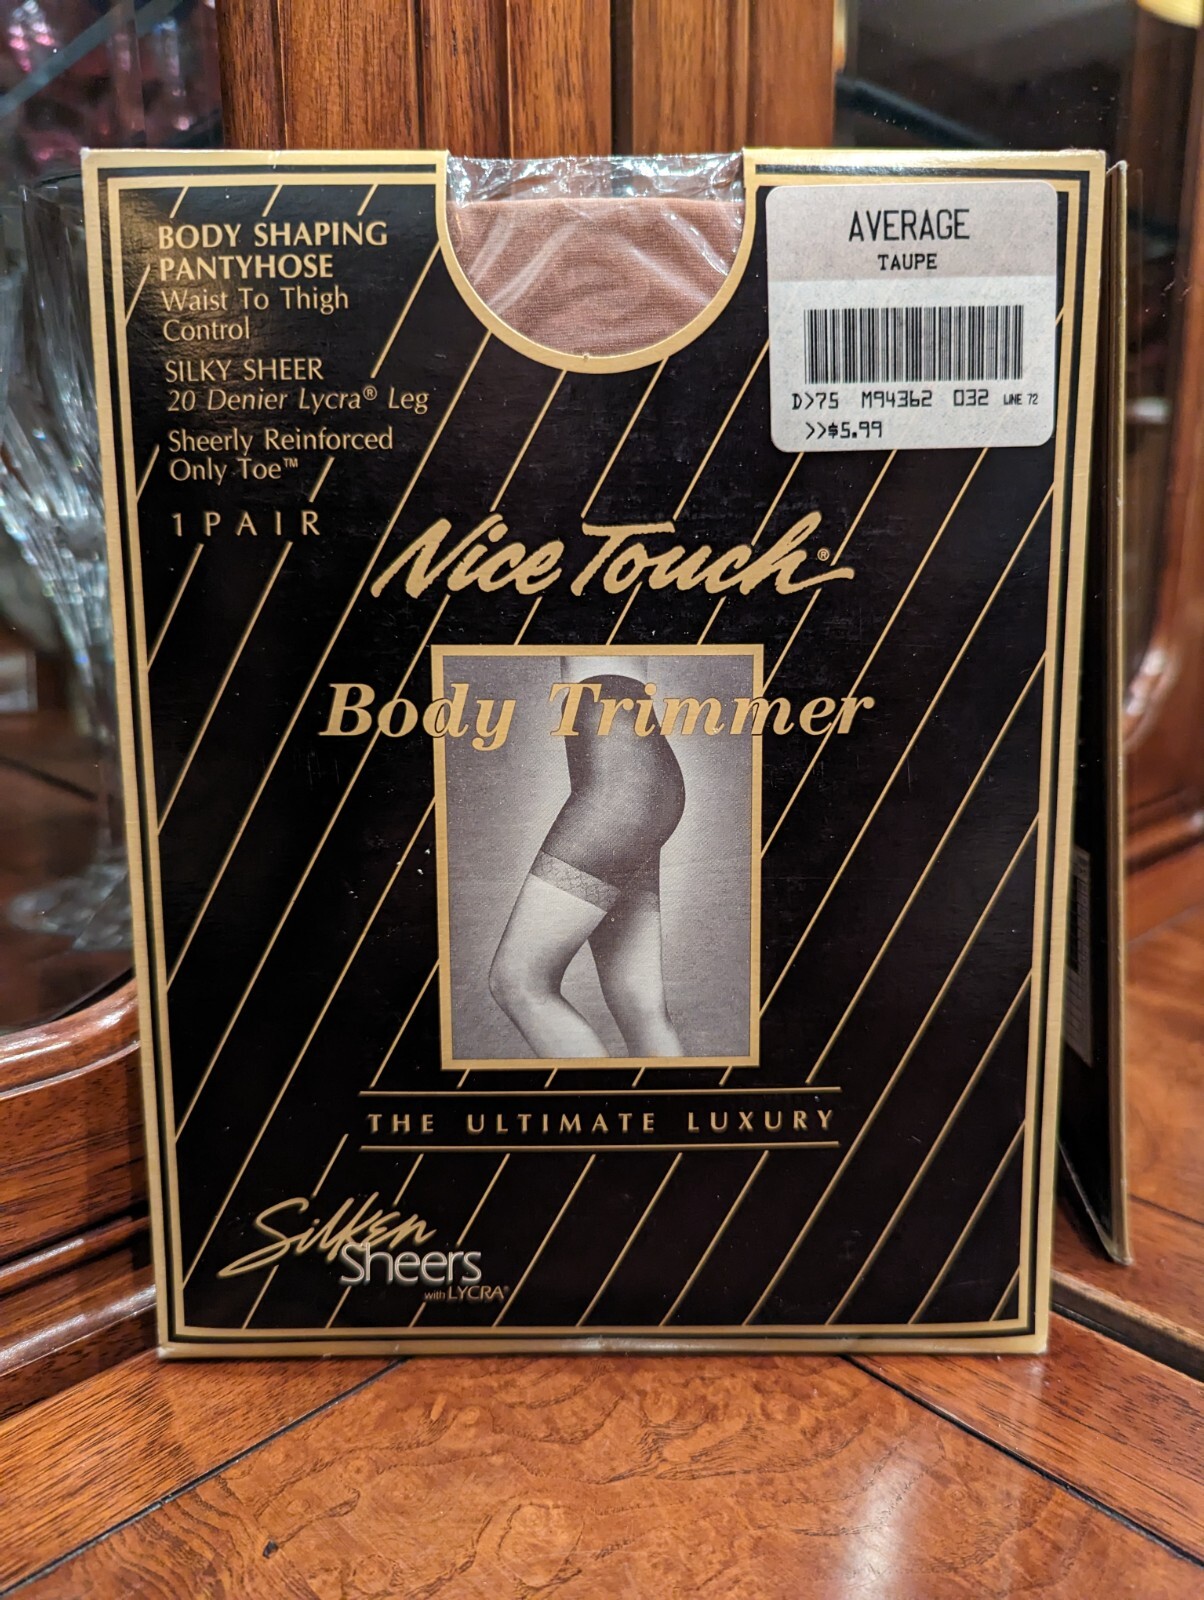 BODY SHAPING
PANTYHOSE
Waist To Thigh
Control
SILKY SHEER
20 Denier Lycra® Leg
Sheerly Reinforced
Only Toe™
1 PAIR
AVERAGE
TAUPE
D>75 M94362 032 LINE 72
>>$5.99
Nice Touch®
Body Trimmer
THE ULTIMATE LUXURY
Silken
Sheers
with LYCRA®